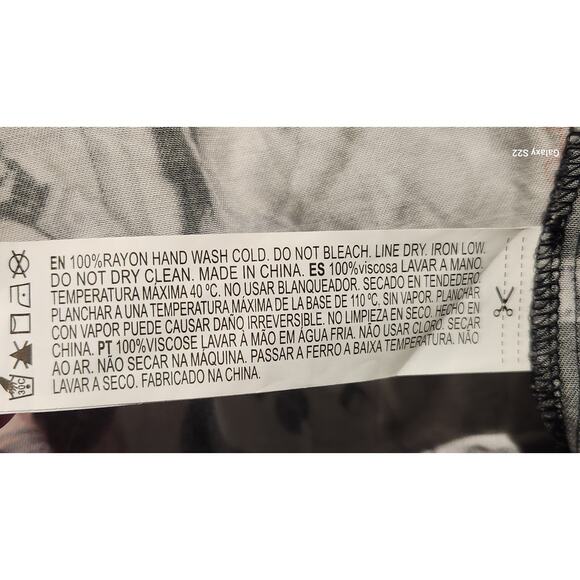 Galaxy S22
EN 100%RAYON HAND WASH COLD. DO NOT BLEACH. LINE DRY. IRON LOW.
DO NOT DRY CLEAN. MADE IN CHINA. ES 100%viscosa LAVAR A MANO.
TEMPERATURA MÁXIMA 40 ºC. NO USAR BLANQUEADOR. SECADO EN TENDEDERO.
PLANCHAR A UNA TEMPERATURA MÁXIMA DE LA BASE DE 110 ºC, SIN VAPOR. PLANCHAR
CON VAPOR PUEDE CAUSAR DAÑO IRREVERSIBLE. NO LIMPIEZA EN SECO. HECHO EN
CHINA. PT 100%VISCOSE LAVAR À MÃO EM ÁGUA FRIA. NÃO USAR CLORO. SECAR
AO AR. NÃO SECAR NA MÁQUINA. PASSAR A FERRO A BAIXA TEMPERATURA. NÃO
LAVAR A SECO. FABRICADO NA CHINA.
30C